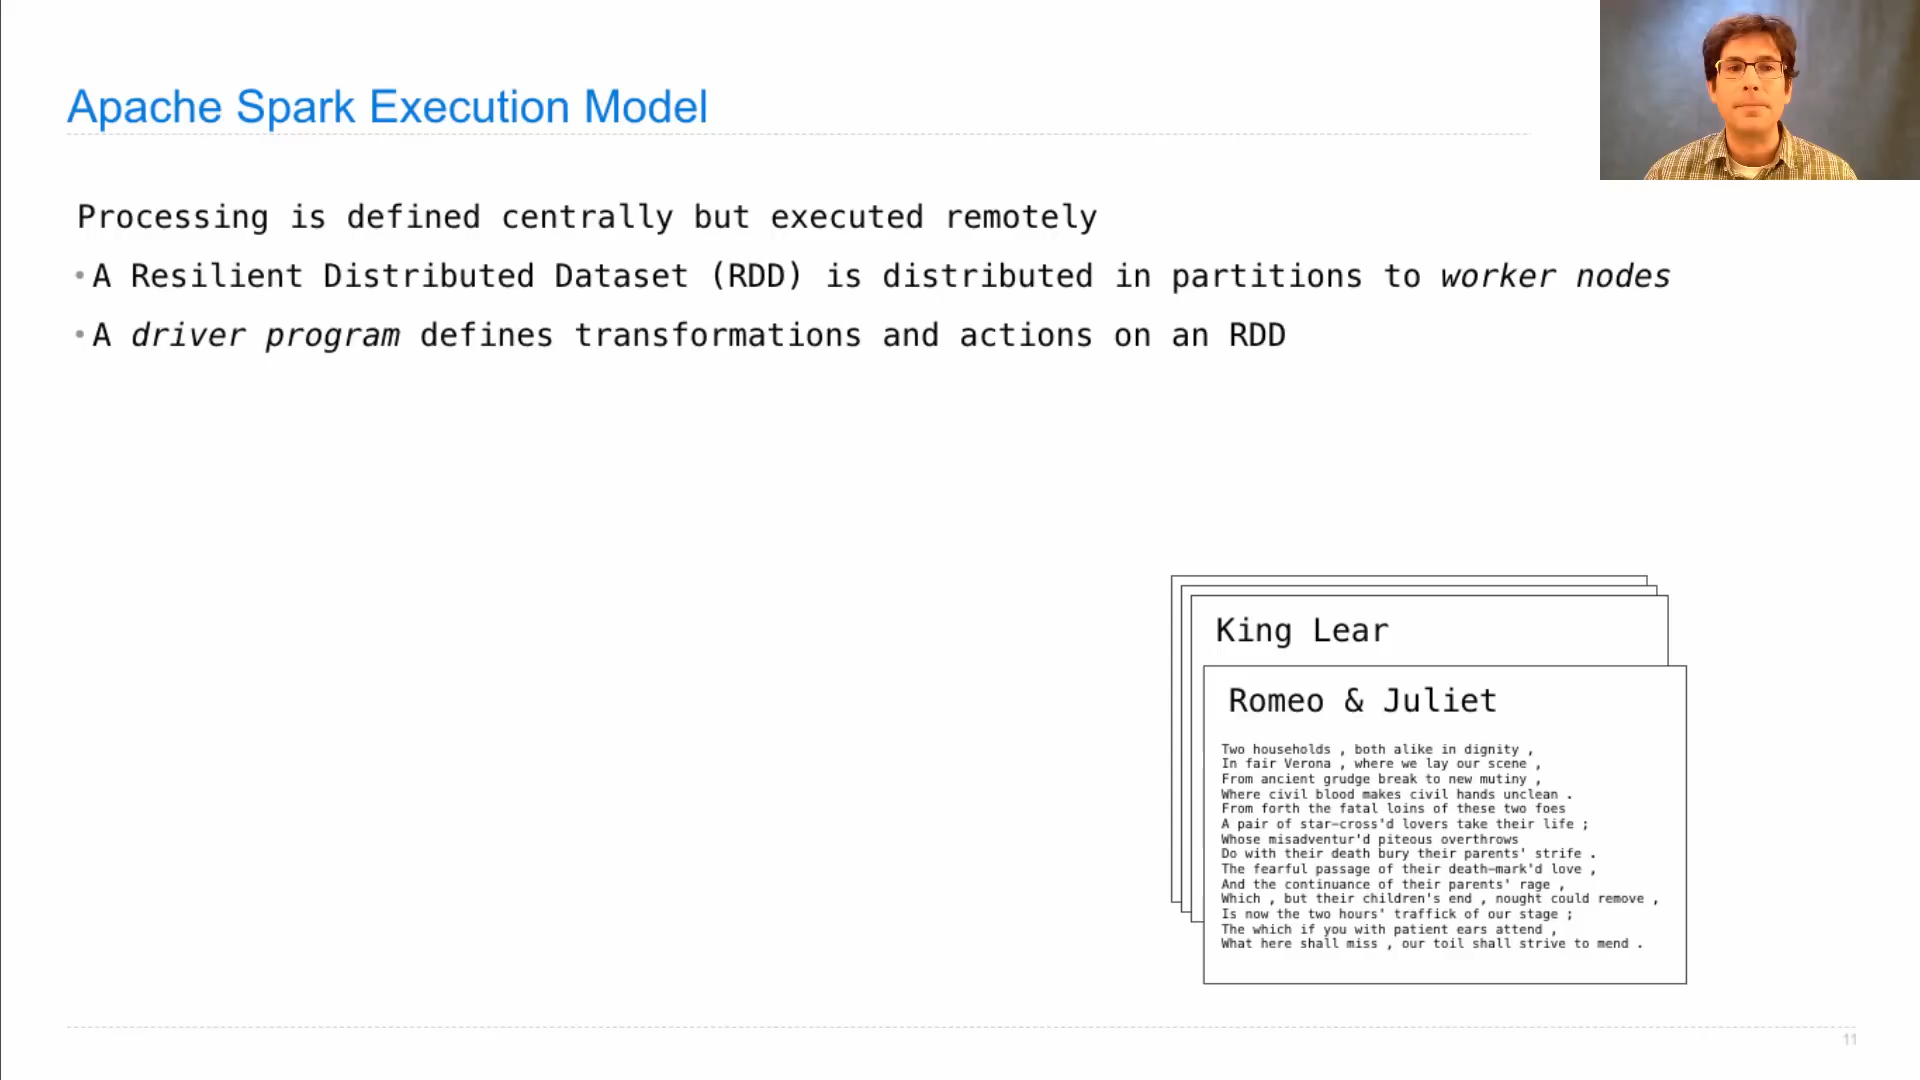 Apache Spark Execution Model
Processing is defined centrally but executed remotely
•A Resilient Distributed Dataset (RDD) is distributed in partitions to worker nodes
•A driver program defines transformations and actions on an RDD
King Lear
Romeo & Juliet
Two households , both alike in dignity ,
In fair Verona , where we lay our scene ,
From ancient grudge break to new mutiny ,
Where civil blood makes civil hands unclean .
From forth the fatal loins of these two foes
A pair of star-cross'd lovers take their life ;
Whose misadventur'd piteous overthrows
Do with their death bury their parents' strife .
The fearful passage of their death-mark'd love ,
And the continuance of their parents' rage ,
Which , but their children's end , nought could remove ,
Is now the two hours' traffick of our stage ;
The which if you with patient ears attend ,
What here shall miss , our toil shall strive to mend .
11